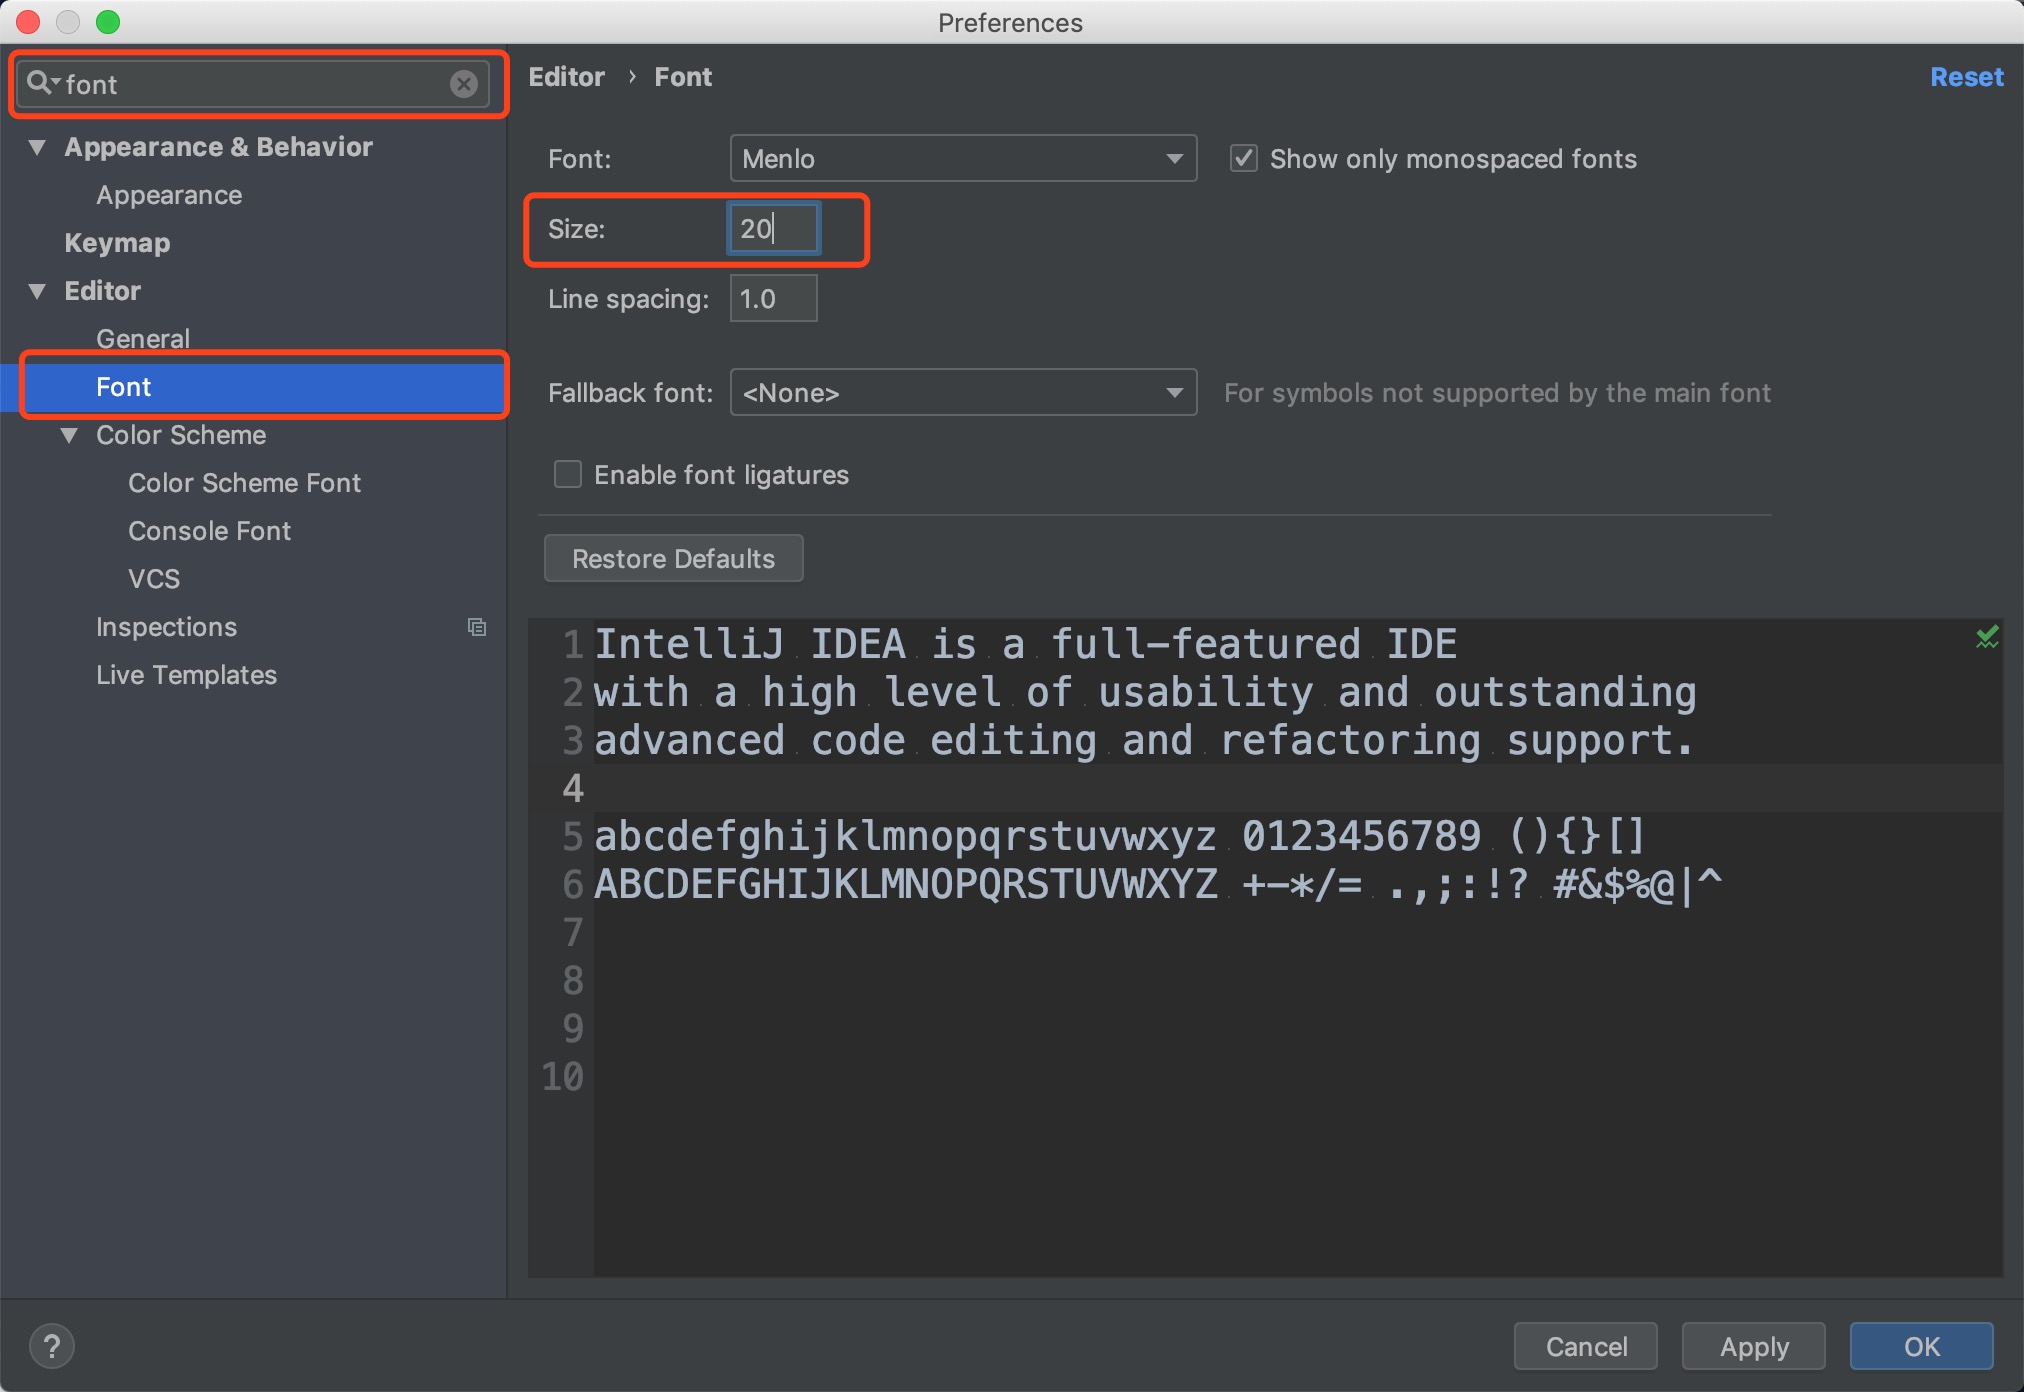 Preferences
font
Appearance & Behavior
Appearance
Keymap
Editor
General
Font
Color Scheme
Color Scheme Font
Console Font
VCS
Inspections
Live Templates
Editor › Font
Reset
Font: Menlo
Show only monospaced fonts
Size: 20
Line spacing: 1.0
Fallback font: <None> For symbols not supported by the main font
Enable font ligatures
Restore Defaults
1 IntelliJ IDEA is a full-featured IDE
2 with a high level of usability and outstanding
3 advanced code editing and refactoring support.
4
5 abcdefghijklmnopqrstuvwxyz 0123456789 (){}[]
6 ABCDEFGHIJKLMNOPQRSTUVWXYZ +-*/= .,;:!? #&$%@|^
7
8
9
10
?
Cancel
Apply
OK